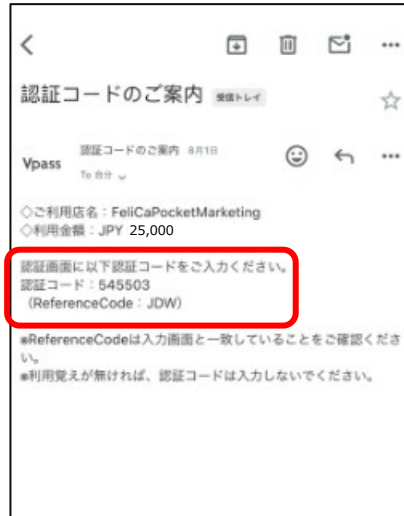 認証コードのご案内 受信トレイ
Vpass
認証コードのご案内 8月1日
To 自分
◇ご利用店名：FeliCaPocketMarketing
◇利用金額：JPY 25,000
認証画面に以下認証コードをご入力ください。
認証コード：545503
（ReferenceCode：JDW）
※ReferenceCodeは入力画面と一致していることをご確認くださ
い。
※利用覚えが無ければ、認証コードは入力しないでください。